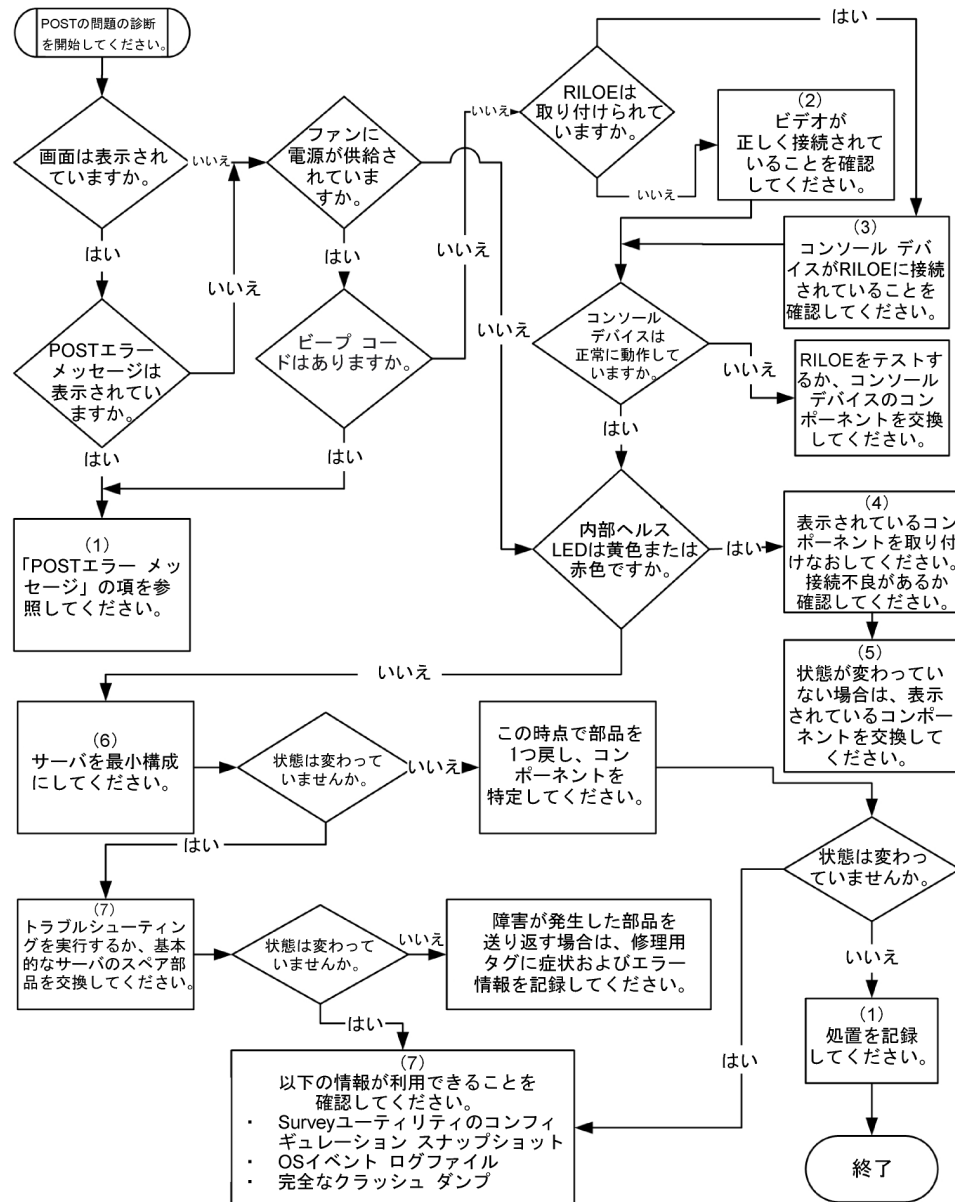 POSTの問題の診断
を開始してください。
画面は表示され
ていますか。
いいえ
はい
POSTエラー
メッセージは
表示されてい
ますか。
いいえ
はい
(1)
「POSTエラー メッ
セージ」の項を参
照してください。
ファンに
電源が供給さ
れていま
すか。
いいえ
はい
ビープ コー
ドはありますか。
いいえ
はい
RILOEは
取り付けられて
いますか。
はい
いいえ
(2)
ビデオが
正しく接続されて
いることを確認
してください。
(3)
コンソール デバ
イスがRILOEに接続
されていることを
確認してください。
コンソール
デバイスは
正常に動作して
いますか。
いいえ
はい
RILOEをテストす
るか、コンソール
デバイスのコン
ポーネントを交換
してください。
いいえ
内部ヘルス
LEDは黄色または
赤色ですか。
はい
いいえ
(4)
表示されているコン
ポーネントを取り付
けなおしてください。
接続不良があるか
確認してください。
(5)
状態が変わってい
ない場合は、表示
されているコンポー
ネントを交換して
ください。
(6)
サーバを最小構成
にしてください。
状態は変わって
いませんか。
いいえ
はい
この時点で部品を
1つ戻し、コン
ポーネントを
特定してください。
状態は変わっ
ていませんか。
はい
いいえ
(7)
トラブルシューティン
グを実行するか、基本
的なサーバのスペア部
品を交換してください。
状態は変わって
いませんか。
いいえ
はい
障害が発生した部品を
送り返す場合は、修理用
タグに症状およびエラー
情報を記録してください。
(7)
以下の情報が利用できることを
確認してください。
・ Surveyユーティリティのコンフィ
ギュレーション スナップショット
・ OSイベント ログファイル
・ 完全なクラッシュ ダンプ
(1)
処置を記録
してください。
終了